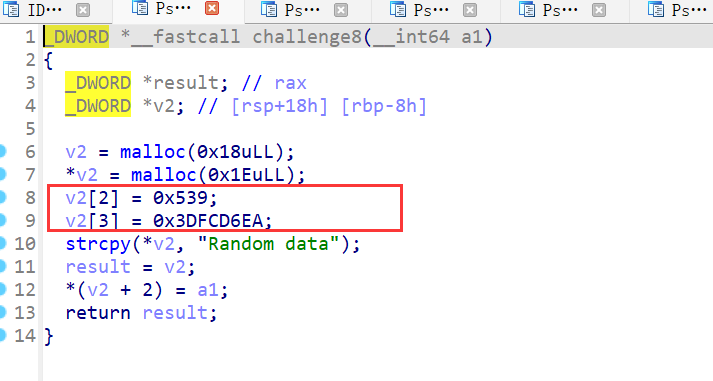 ID··· Ps··· Ps··· Ps··· Ps··· Ps···
1 _DWORD *__fastcall challenge8(__int64 a1)
2 {
3 _DWORD *result; // rax
4 _DWORD *v2; // [rsp+18h] [rbp-8h]
5
6 v2 = malloc(0x18uLL);
7 *v2 = malloc(0x1EuLL);
8 v2[2] = 0x539;
9 v2[3] = 0x3DFCD6EA;
10 strcpy(*v2, "Random data");
11 result = v2;
12 *(v2 + 2) = a1;
13 return result;
14 }